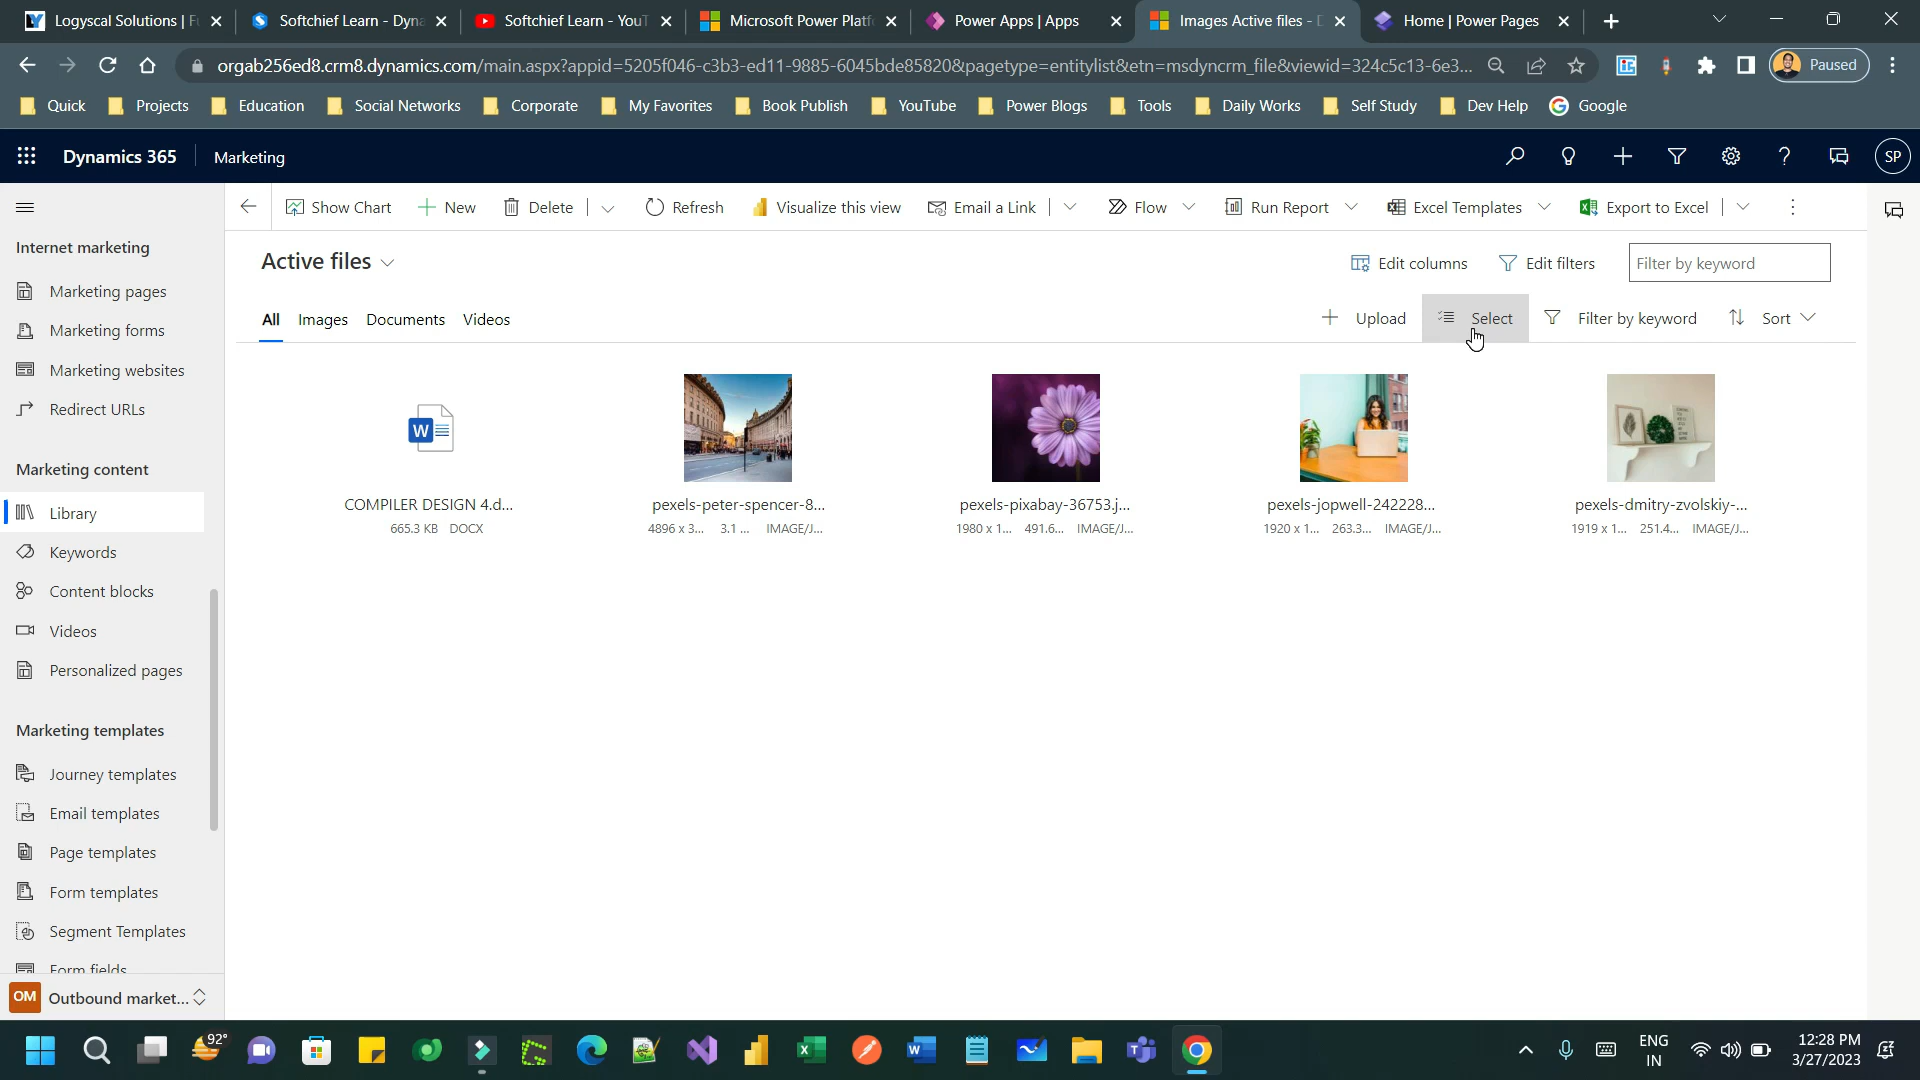 Logyscal Solutions | F
Softchief Learn - Dyna
Softchief Learn - YouT
Microsoft Power Platf
Power Apps | Apps
Images Active files - D
Home | Power Pages
orgab256ed8.crm8.dynamics.com/main.aspx?appid=5205f046-c3b3-ed11-9885-6045bde85820&pagetype=entitylist&etn=msdyncrm_file&viewid=324c5c13-6e3...
Paused
Quick
Projects
Education
Social Networks
Corporate
My Favorites
Book Publish
YouTube
Power Blogs
Tools
Daily Works
Self Study
Dev Help
Google
Dynamics 365
Marketing
SP
Show Chart
New
Delete
Refresh
Visualize this view
Email a Link
Flow
Run Report
Excel Templates
Export to Excel
Internet marketing
Marketing pages
Marketing forms
Marketing websites
Redirect URLs
Marketing content
Library
Keywords
Content blocks
Videos
Personalized pages
Marketing templates
Journey templates
Email templates
Page templates
Form templates
Segment Templates
Form fields
OM Outbound market...
Active files
Edit columns
Edit filters
Filter by keyword
All
Images
Documents
Videos
Upload
Select
Filter by keyword
Sort
W
COMPILER DESIGN 4.d...
665.3 KB DOCX
pexels-peter-spencer-8...
4896 x 3... 3.1 ... IMAGE/J...
pexels-pixabay-36753.j...
1980 x 1... 491.6... IMAGE/J...
pexels-jopwell-242228...
1920 x 1... 263.3... IMAGE/J...
pexels-dmitry-zvolskiy-...
1919 x 1... 251.4... IMAGE/J...
92°
ENG
IN
12:28 PM
3/27/2023